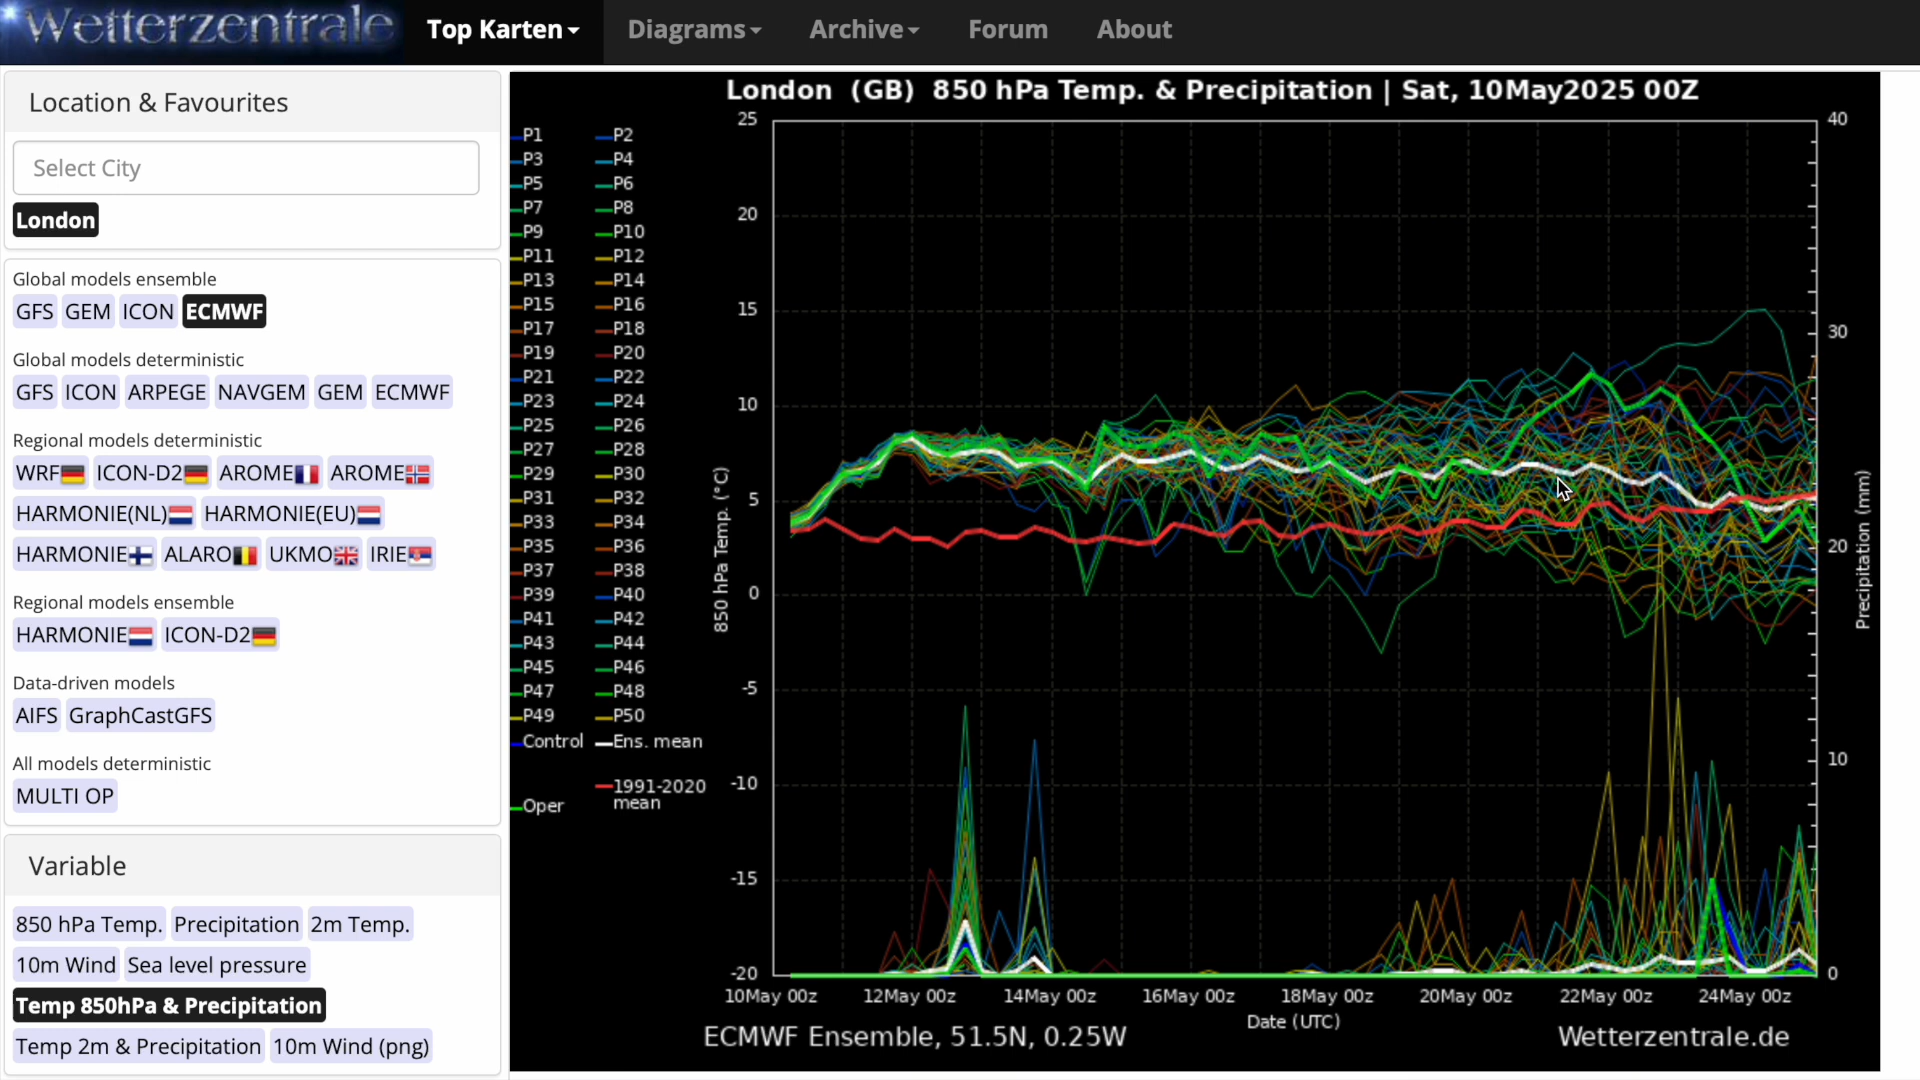 Wetterzentrale
Top Karten Diagrams Archive Forum About
Location & Favourites
Select City
London
Global models ensemble
GFS GEM ICON ECMWF
Global models deterministic
GFS ICON ARPEGE NAVGEM GEM ECMWF
Regional models deterministic
WRF ICON-D2 AROME AROME
HARMONIE(NL) HARMONIE(EU)
HARMONIE ALARO UKMO IRIE
Regional models ensemble
HARMONIE ICON-D2
Data-driven models
AIFS GraphCastGFS
All models deterministic
MULTI OP
Variable
850 hPa Temp. Precipitation 2m Temp.
10m Wind Sea level pressure
Temp 850hPa & Precipitation
Temp 2m & Precipitation 10m Wind (png)
London (GB) 850 hPa Temp. & Precipitation | Sat, 10May2025 00Z
P1 P2
P3 P4
P5 P6
P7 P8
P9 P10
P11 P12
P13 P14
P15 P16
P17 P18
P19 P20
P21 P22
P23 P24
P25 P26
P27 P28
P29 P30
P31 P32
P33 P34
P35 P36
P37 P38
P39 P40
P41 P42
P43 P44
P45 P46
P47 P48
P49 P50
Control Ens. mean
1991-2020
mean
Oper
850 hPa Temp. (°C)
25
20
15
10
5
0
-5
-10
-15
-20
40
30
20
10
0
Precipitation (mm)
10May 00z 12May 00z 14May 00z 16May 00z 18May 00z 20May 00z 22May 00z 24May 00z
Date (UTC)
ECMWF Ensemble, 51.5N, 0.25W
Wetterzentrale.de